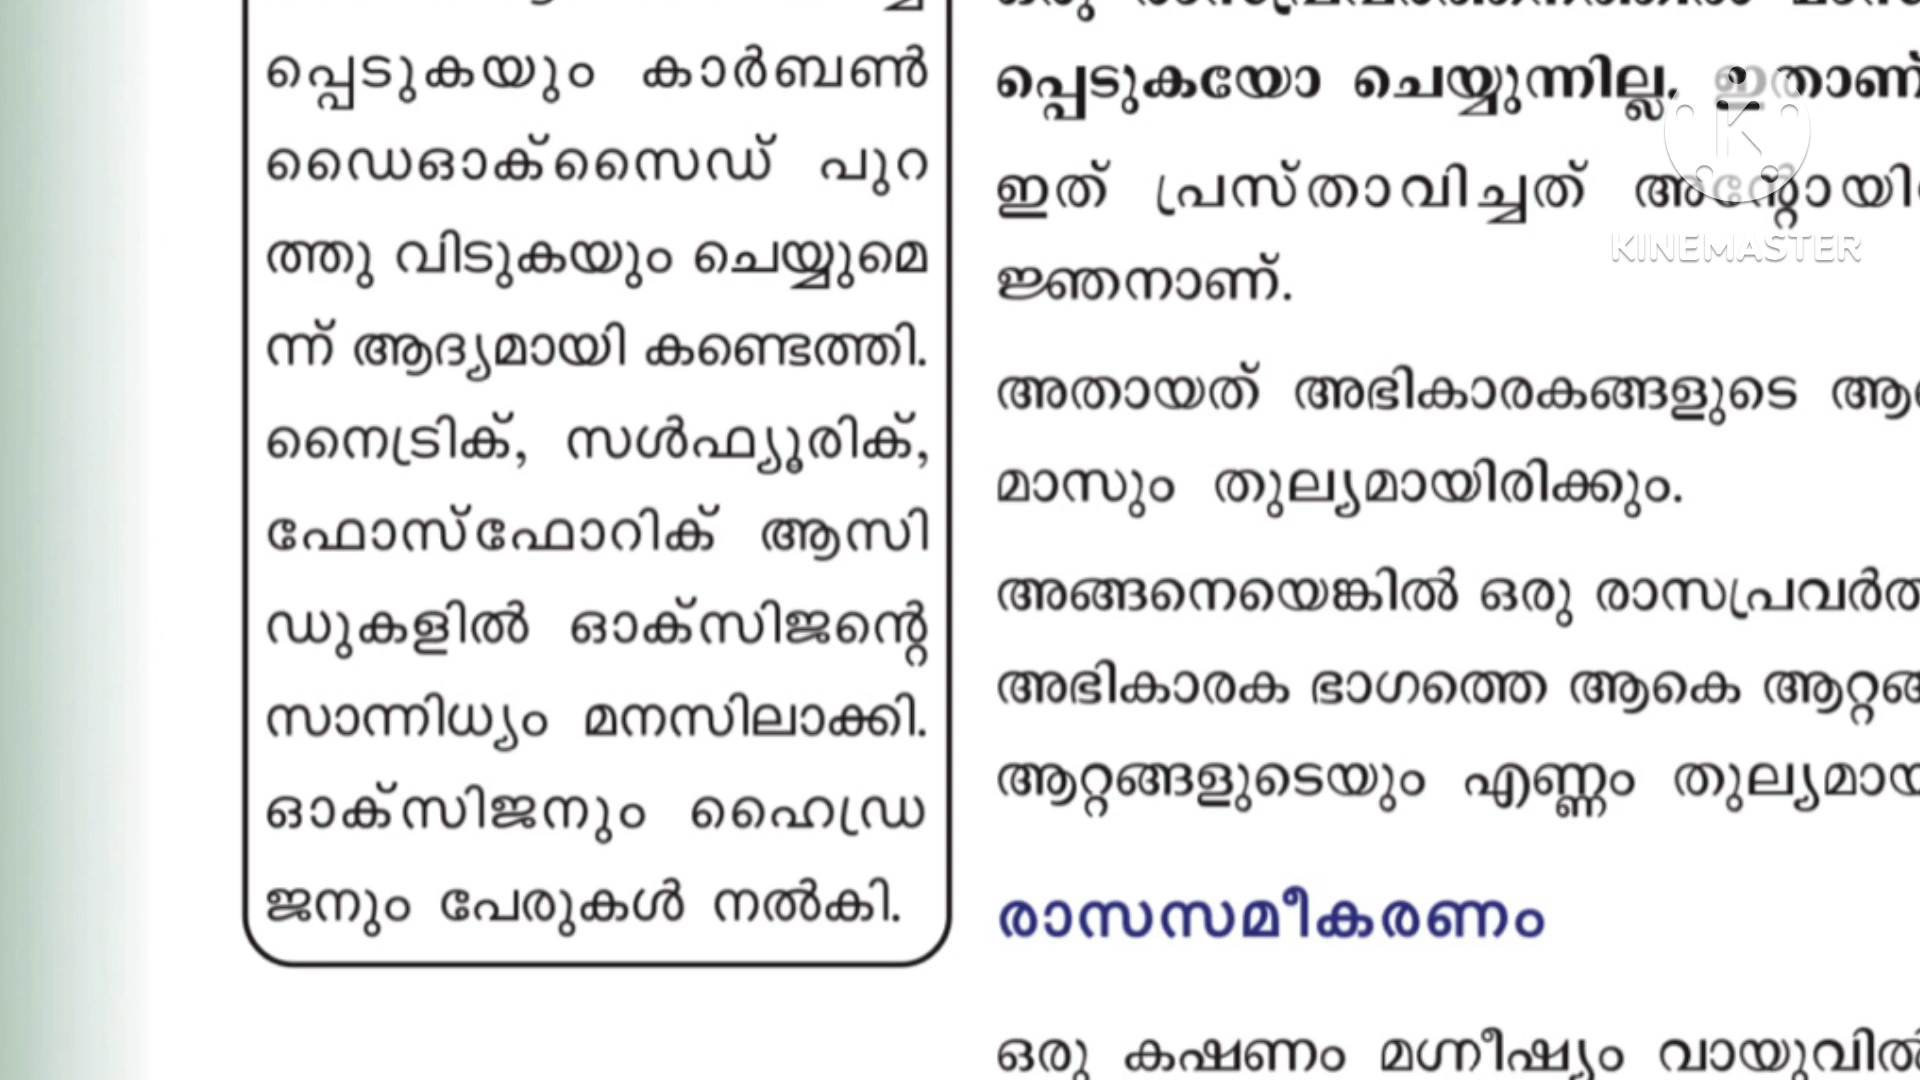 പ്പെടുകയും കാർബൺ
ഡൈഓക്സൈഡ് പുറ
ത്തു വിടുകയും ചെയ്യുമെ
ന്ന് ആദ്യമായി കണ്ടെത്തി.
നൈട്രിക്, സൾഫ്യൂരിക്,
ഫോസ്ഫോറിക് ആസി
ഡുകളിൽ ഓക്സിജന്റെ
സാന്നിധ്യം മനസിലാക്കി.
ഓക്സിജനും ഹൈഡ്ര
ജനും പേരുകൾ നൽകി.
പ്പെടുകയോ ചെയ്യുന്നില്ല. ഇതാണ്
ഇത് പ്രസ്താവിച്ചത്
ജ്ഞനാണ്.
അതായത് അഭികാരകങ്ങളുടെ
മാസും തുല്യമായിരിക്കും.
അങ്ങനെയെങ്കിൽ ഒരു
അഭികാരക ഭാഗത്തെ ആകെ
ആറ്റങ്ങളുടെയും എണ്ണം
രാസസമീകരണം
ഒരു കഷണം മഗ്നീഷ്യം വായുവിൽ
KINEMASTER